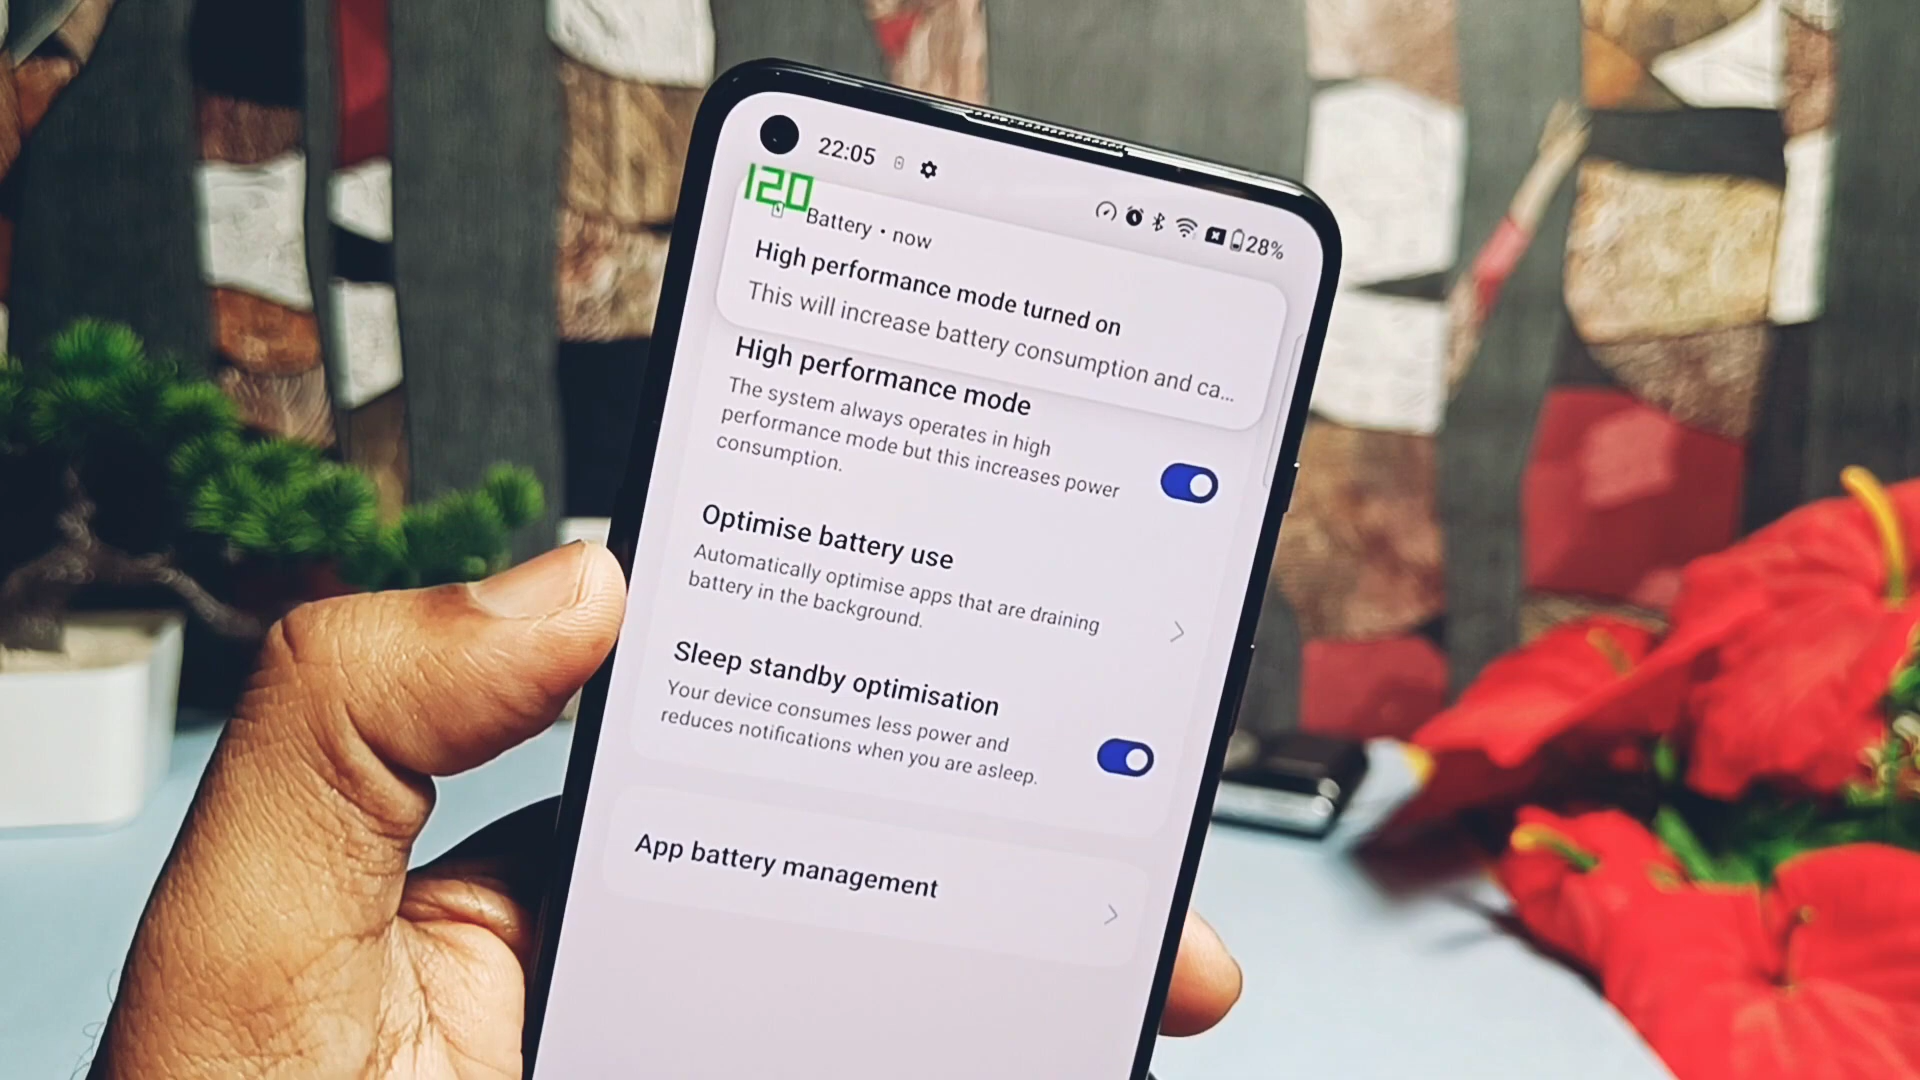 22:05
28%
120
Battery • now
High performance mode turned on
This will increase battery consumption and ca...
High performance mode
The system always operates in high
performance mode but this increases power
consumption.
Optimise battery use
Automatically optimise apps that are draining
battery in the background.
Sleep standby optimisation
Your device consumes less power and
reduces notifications when you are asleep.
App battery management